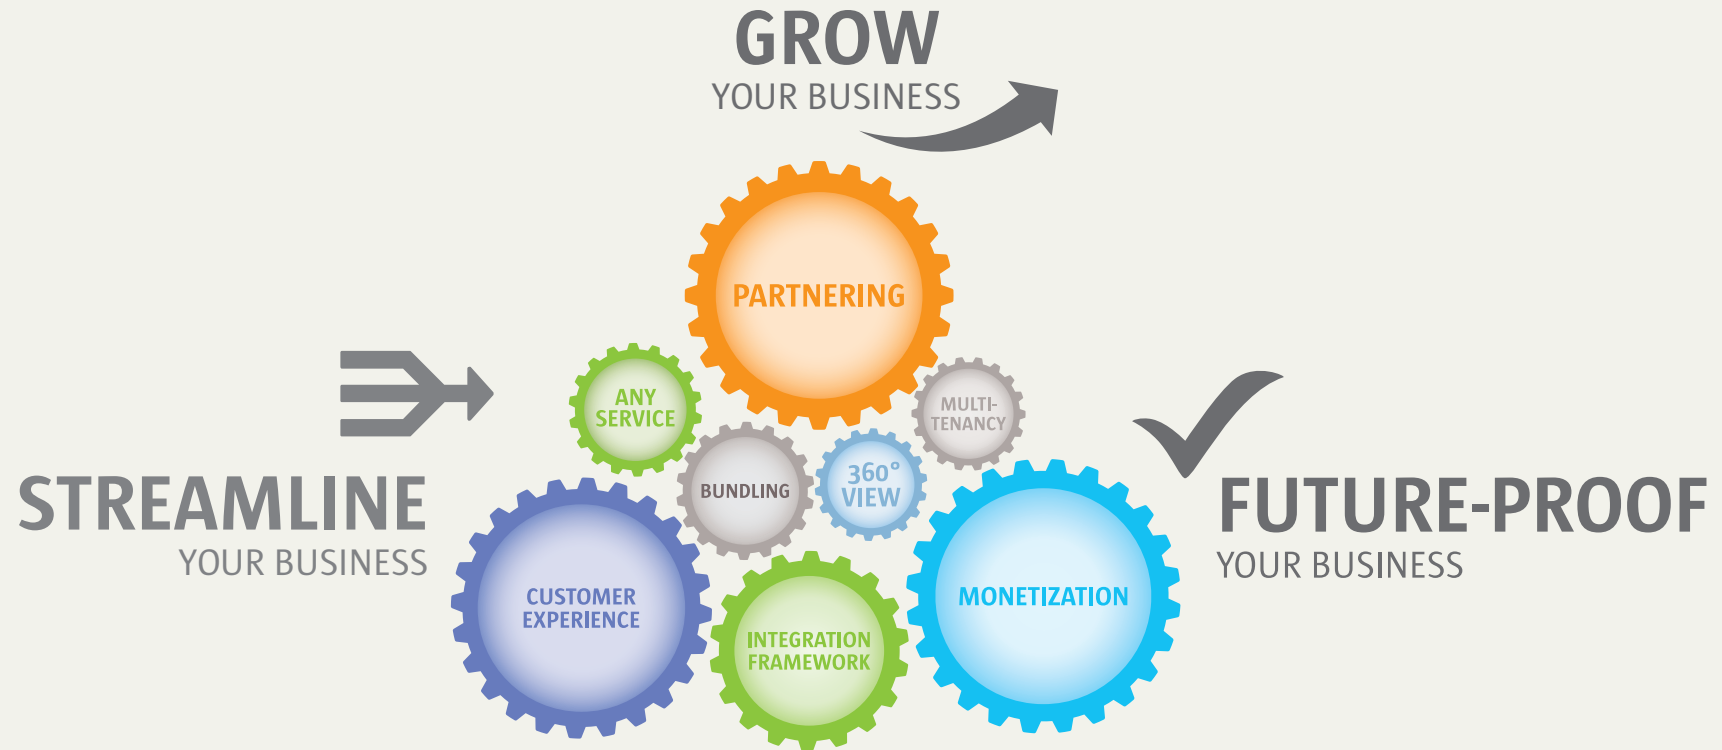 GROW
YOUR BUSINESS
PARTNERING
ANY
SERVICE
MULTI-
TENANCY
BUNDLING
360°
VIEW
STREAMLINE
YOUR BUSINESS
FUTURE-PROOF
YOUR BUSINESS
CUSTOMER
EXPERIENCE
MONETIZATION
INTEGRATION
FRAMEWORK